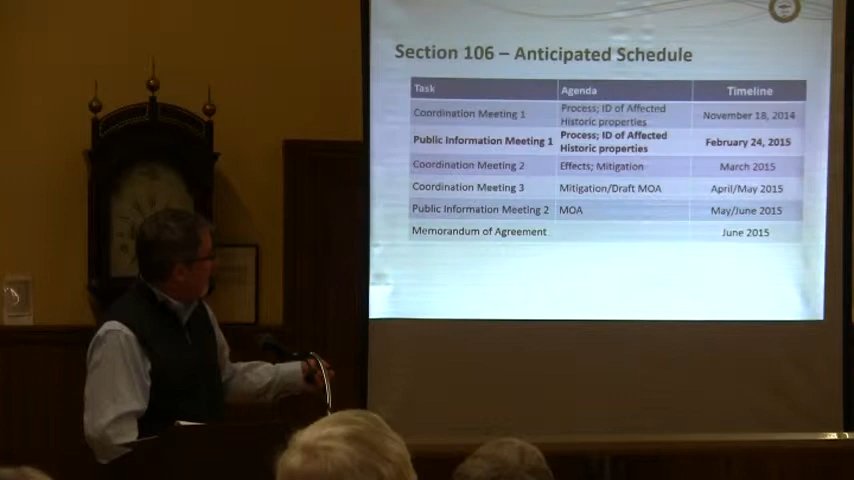 Section 106 – Anticipated Schedule
Task Agenda Timeline
Coordination Meeting 1 Process; ID of Affected Historic properties November 18, 2014
Public Information Meeting 1 Process; ID of Affected Historic properties February 24, 2015
Coordination Meeting 2 Effects; Mitigation March 2015
Coordination Meeting 3 Mitigation/Draft MOA April/May 2015
Public Information Meeting 2 MOA May/June 2015
Memorandum of Agreement June 2015